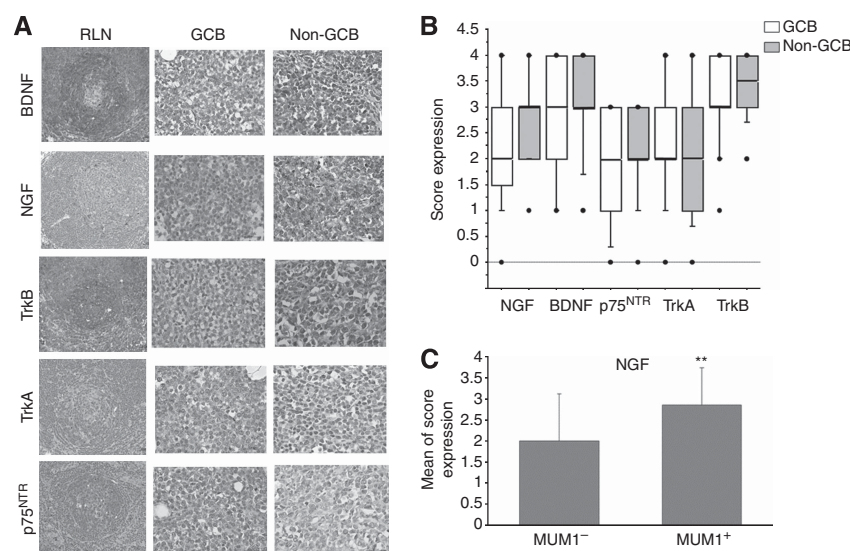 A
RLN GCB Non-GCB
BDNF
NGF
TrkB
TrkA
p75NTR
B
GCB
Non-GCB
4.5
4
3.5
3
2.5
2
1.5
1
0.5
0
Score expression
NGF BDNF p75NTR TrkA TrkB
C
NGF
**
4
3.5
3
2.5
2
1.5
1
0.5
0
Mean of score
expression
MUM1− MUM1+